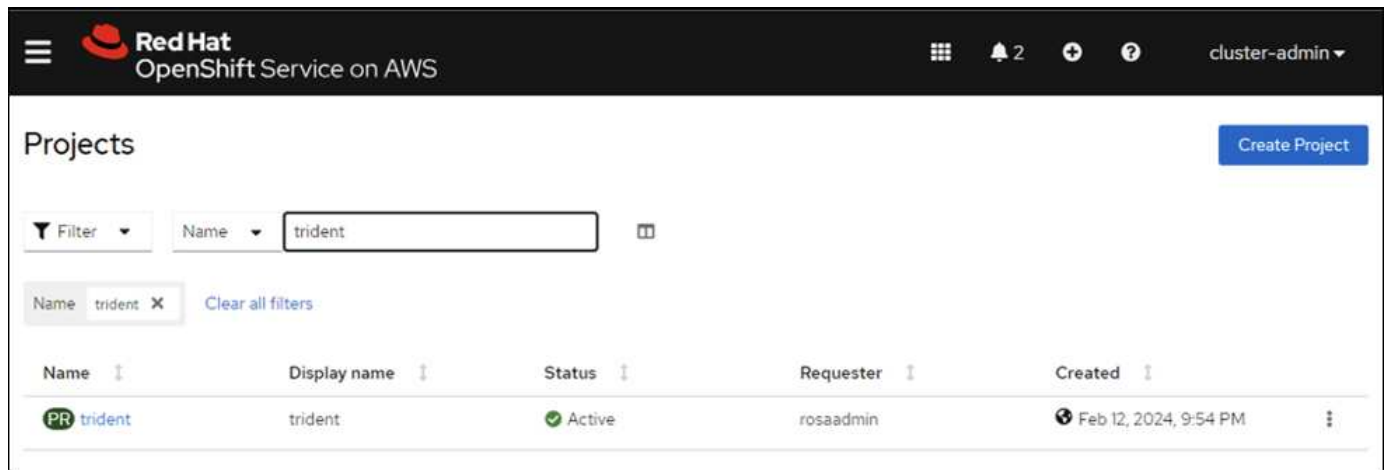 Red Hat
OpenShift Service on AWS
2
cluster-admin
Projects
Create Project
Filter
Name
trident
Name trident
Clear all filters
Name Display name Status Requester Created
PR trident trident Active rosaadmin Feb 12, 2024, 9:54 PM